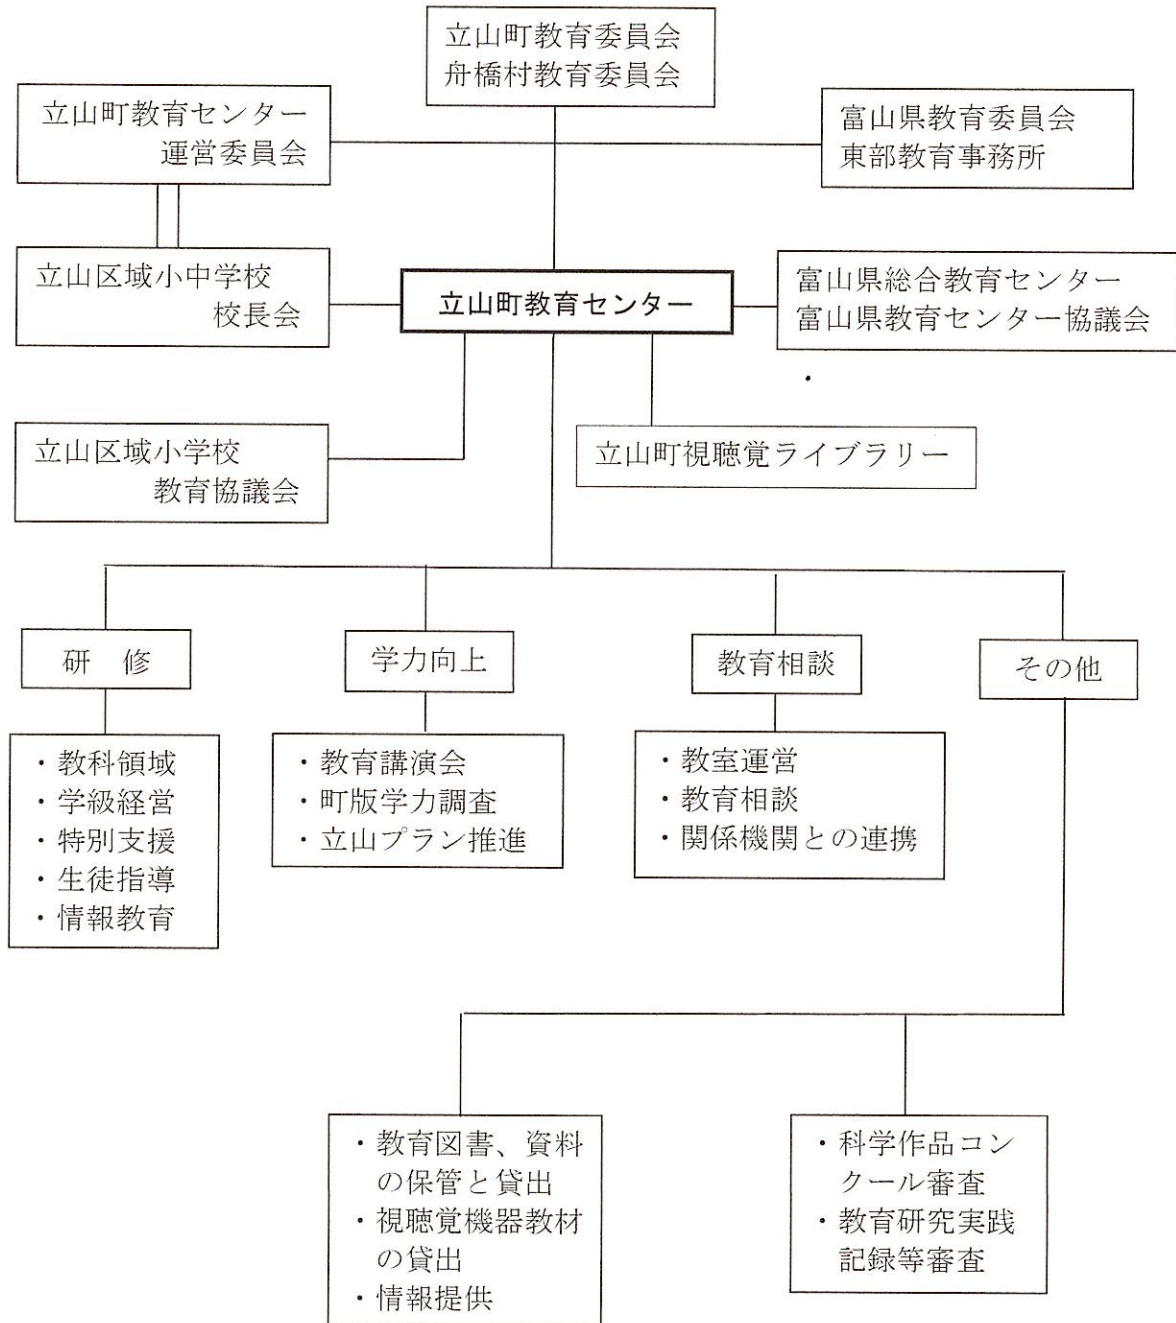 立山町教育委員会
舟橋村教育委員会
立山町教育センター
運営委員会
富山県教育委員会
東部教育事務所
立山区域小中学校
校長会
立山町教育センター
富山県総合教育センター
富山県教育センター協議会
立山区域小学校
教育協議会
立山町視聴覚ライブラリー
研 修
学力向上
教育相談
その他
・教科領域
・学級経営
・特別支援
・生徒指導
・情報教育
・教育講演会
・町版学力調査
・立山プラン推進
・教室運営
・教育相談
・関係機関との連携
・教育図書、資料
の保管と貸出
・視聴覚機器教材
の貸出
・情報提供
・科学作品コン
クール審査
・教育研究実践
記録等審査